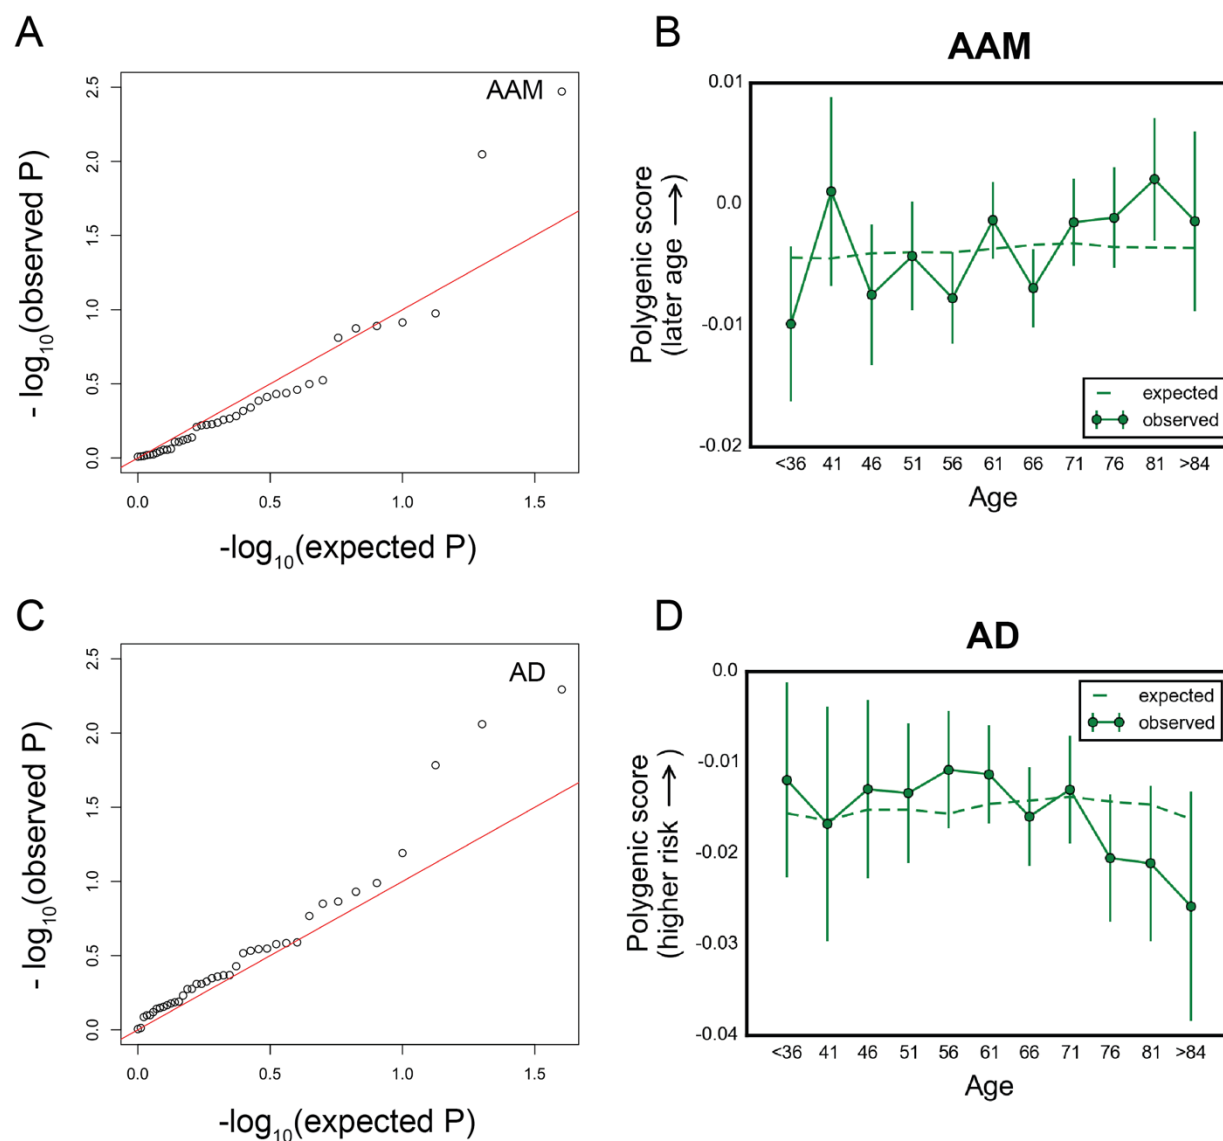 A
- log10(observed P)
2.5
2.0
1.5
1.0
0.5
0.0
AAM
0.0
0.5
1.0
1.5
-log10(expected P)
B
AAM
Polygenic score
(later age →)
0.01
0.0
-0.01
-0.02
expected
observed
<36 41 46 51 56 61 66 71 76 81 >84
Age
C
- log10(observed P)
2.5
2.0
1.5
1.0
0.5
0.0
AD
0.0
0.5
1.0
1.5
-log10(expected P)
D
AD
Polygenic score
(higher risk →)
0.0
-0.01
-0.02
-0.03
-0.04
expected
observed
<36 41 46 51 56 61 66 71 76 81 >84
Age